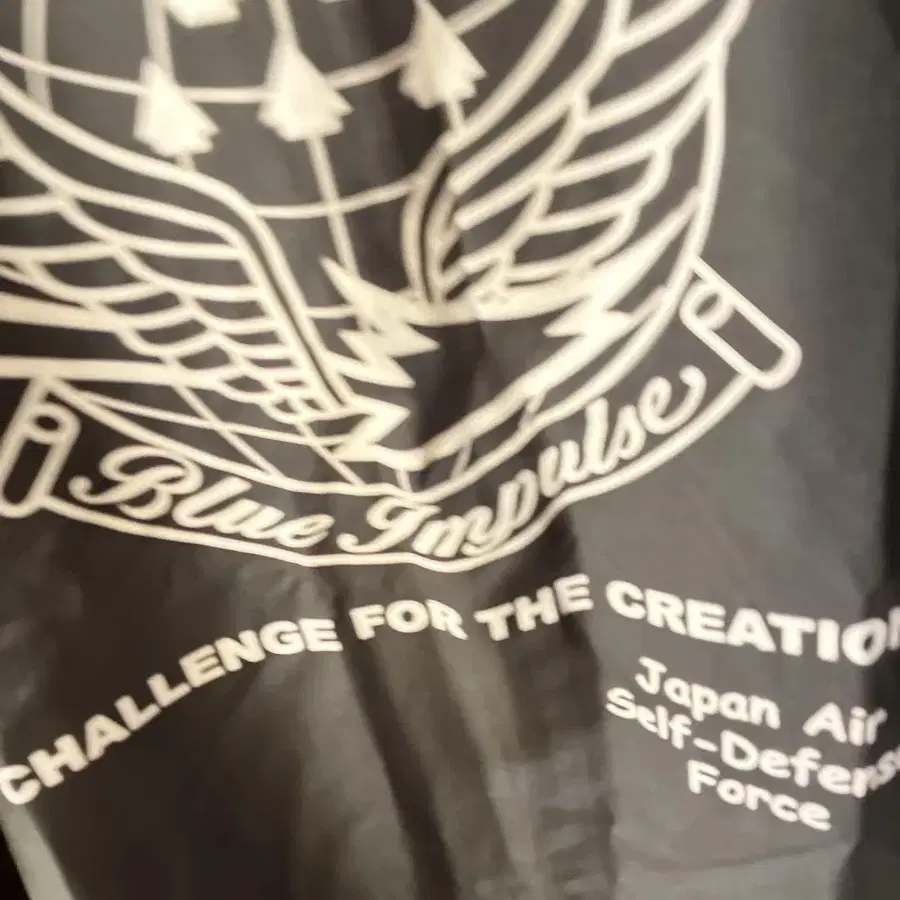 Blue Impulse
CHALLENGE FOR THE CREATION
Japan Air
Self-Defense
Force